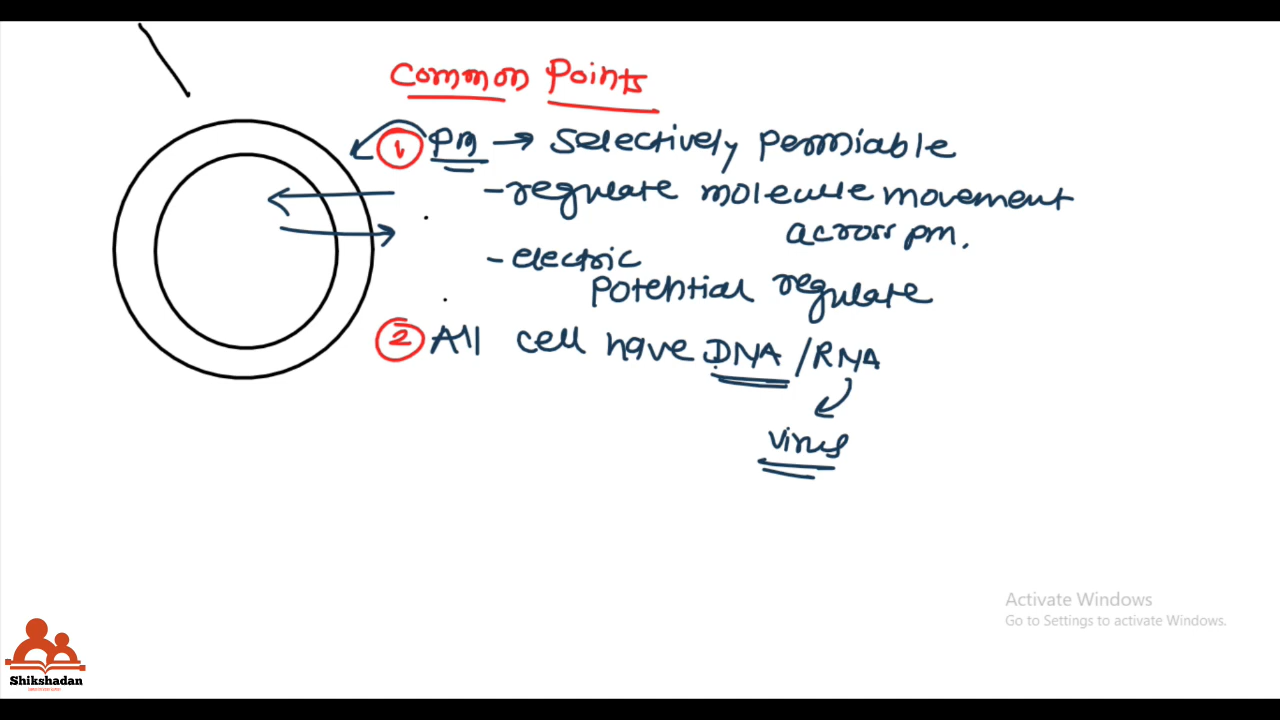 Common Points
1 PM → Selectively permiable
- regulate molecule movement
across pm.
- electric
Potential regulate
2 All cell have DNA / RNA
Virus
Activate Windows
Go to Settings to activate Windows.
Shikshadan